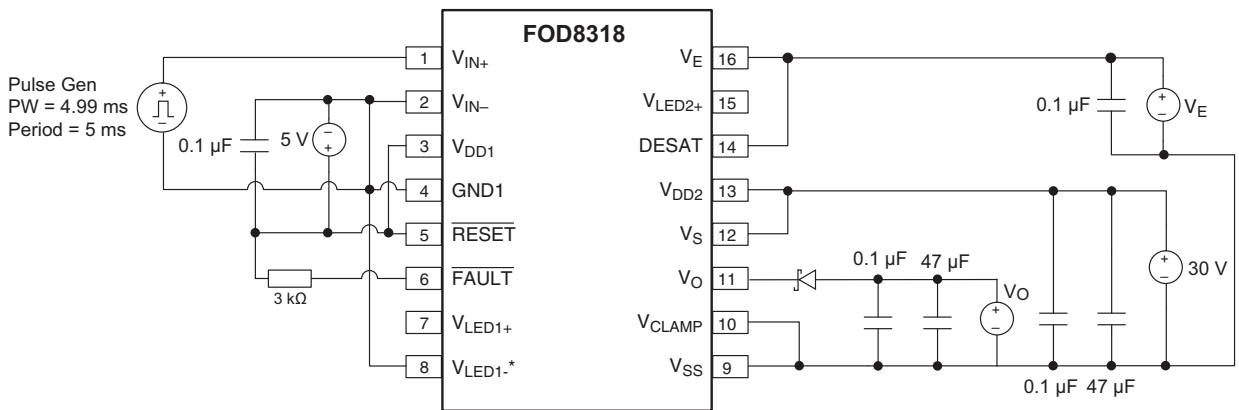 FOD8318
Pulse Gen
PW = 4.99 ms
Period = 5 ms
+
−
0.1 µF
5 V
−
+
3 kΩ
1 V_IN+
2 V_IN–
3 V_DD1
4 GND1
5 RESET
6 FAULT
7 V_LED1+
8 V_LED1-*
V_E 16
V_LED2+ 15
DESAT 14
V_DD2 13
V_S 12
V_O 11
V_CLAMP 10
V_SS 9
0.1 µF
+
−
V_E
0.1 µF 47 µF
+
−
V_O
+
−
30 V
0.1 µF 47 µF